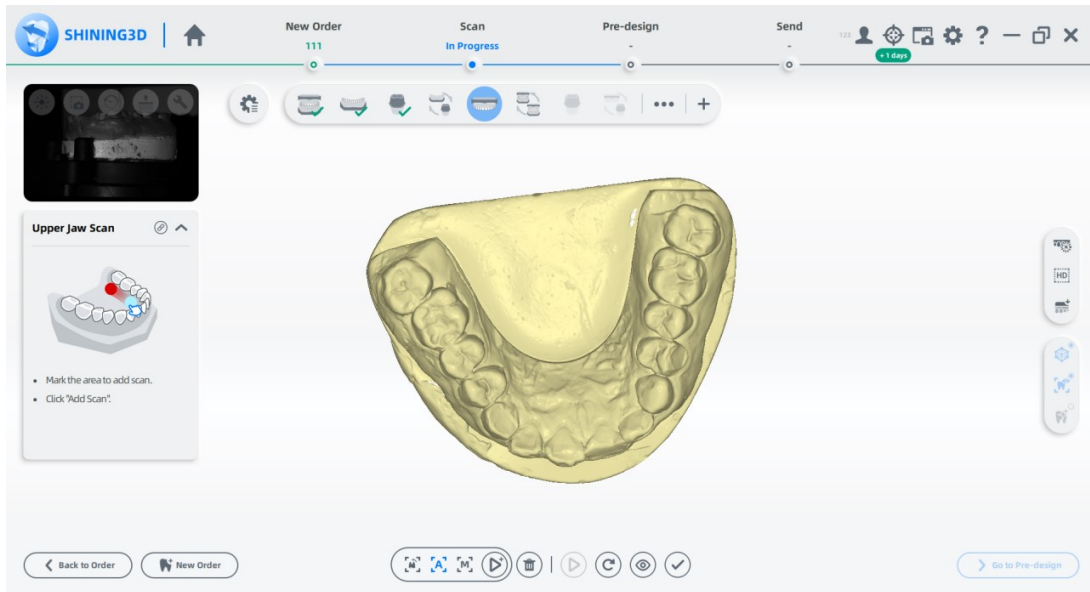 SHINING3D
New Order
111
Scan
In Progress
Pre-design
-
Send
-
123
+1 days
Upper Jaw Scan
• Mark the area to add scan.
• Click "Add Scan".
HD
A
M
Back to Order
New Order
Go to Pre-design